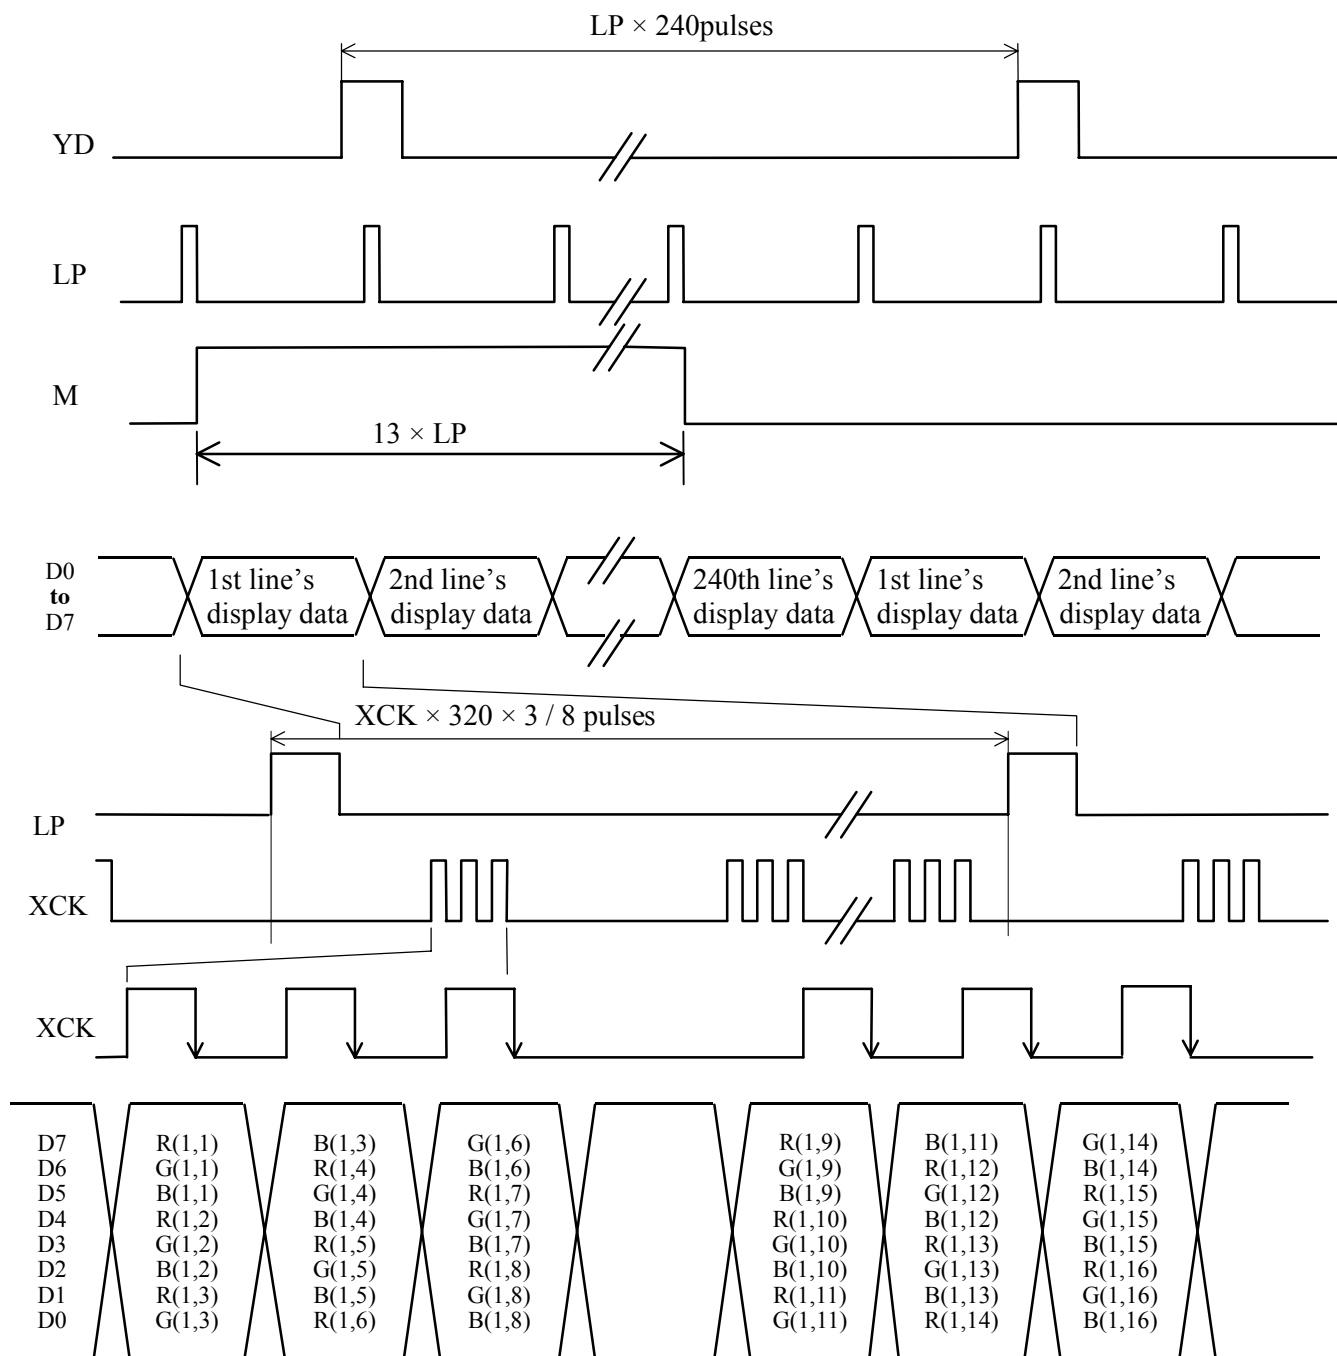 LP × 240pulses
YD
LP
M
13 × LP
D0
to
D7
1st line's
display data
2nd line's
display data
240th line's
display data
1st line's
display data
2nd line's
display data
XCK × 320 × 3 / 8 pulses
LP
XCK
XCK
D7 R(1,1) B(1,3) G(1,6) R(1,9) B(1,11) G(1,14)
D6 G(1,1) R(1,4) B(1,6) G(1,9) R(1,12) B(1,14)
D5 B(1,1) G(1,4) R(1,7) B(1,9) G(1,12) R(1,15)
D4 R(1,2) B(1,4) G(1,7) R(1,10) B(1,12) G(1,15)
D3 G(1,2) R(1,5) B(1,7) G(1,10) R(1,13) B(1,15)
D2 B(1,2) G(1,5) R(1,8) B(1,10) G(1,13) R(1,16)
D1 R(1,3) B(1,5) G(1,8) R(1,11) B(1,13) G(1,16)
D0 G(1,3) R(1,6) B(1,8) G(1,11) R(1,14) B(1,16)